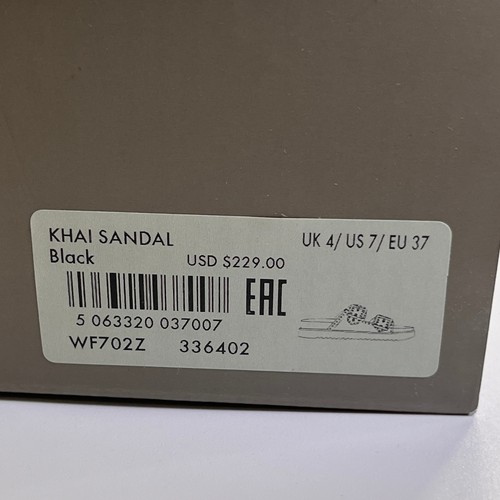 KHAI SANDAL
UK 4/ US 7/ EU 37
Black
USD $229.00
EAC
5 063320 037007
WF702Z 336402